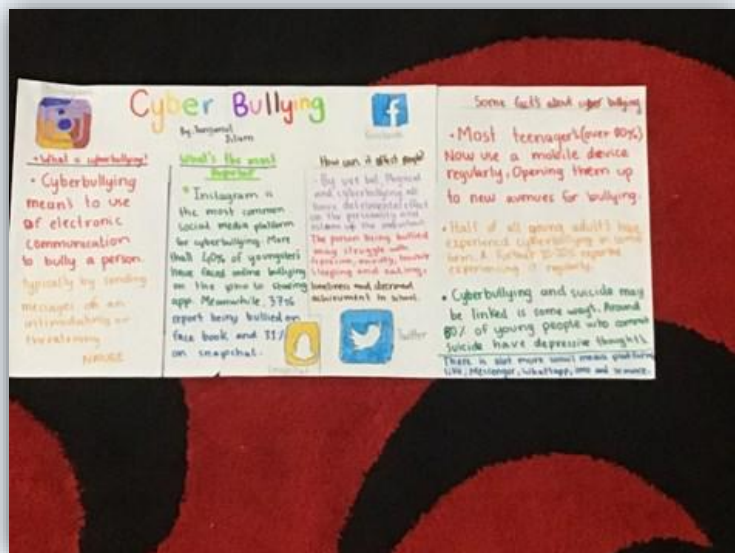 Cyber Bullying
By:
Islam
Facebook
• What is cyberbullying?
• Cyberbullying
meant to use
of electronic
communication
to bully a person.
typically by sending
messages of an
intimidating or
threatening
What's the most
* Instagram is
the most common
social media platform
for cyberbullying. More
than 40% of youngsters
have faced online bullying
on the photo sharing
app. Meanwhile, 37%
report being bullied on
face book and 31%
on snapchat.
How can it affect people?
• By verbal, Physical
and cyberbullying all
have detrimental effect
on the personality and
of the individual.
The person being bullied
may struggle with
depression, anxiety, trouble
sleeping and eating,
loneliness and decreased
achievement in school.
Twitter
Some facts about cyber bullying
• Most teenagers (over 80%)
Now use a mobile device
regularly, Opening them up
to new avenues for bullying.
• Half of all young adults have
experienced cyberbullying in some
form. A further 10-20% reported
experiencing it regularly.
• Cyberbullying and suicide may
be linked is some ways. Around
80% of young people who commit
suicide have depressive thoughts
There is alot more social media platforms
like, Messenger, Whatsapp, imo and